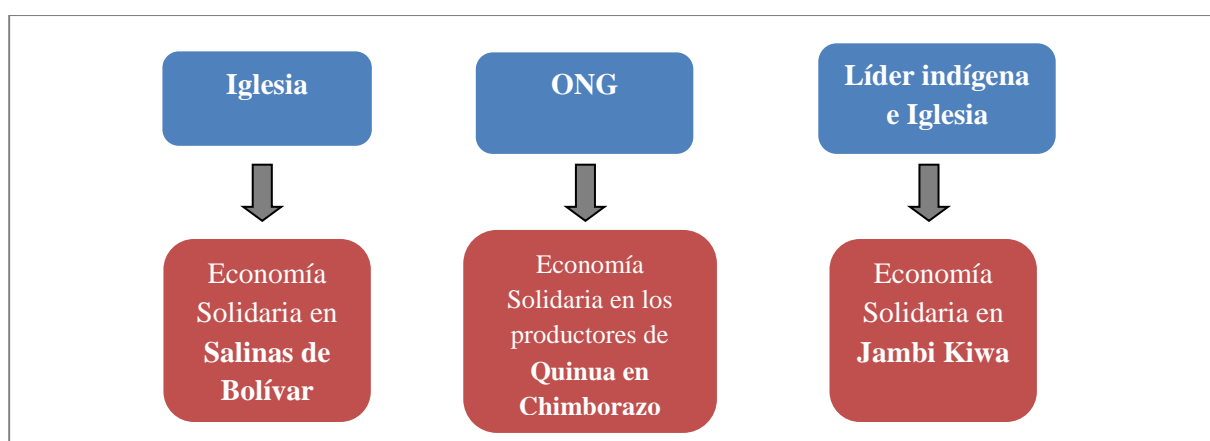 Iglesia
ONG
Líder indígena
e Iglesia
Economía
Solidaria en
Salinas de
Bolívar
Economía
Solidaria en los
productores de
Quinua en
Chimborazo
Economía
Solidaria en
Jambi Kiwa